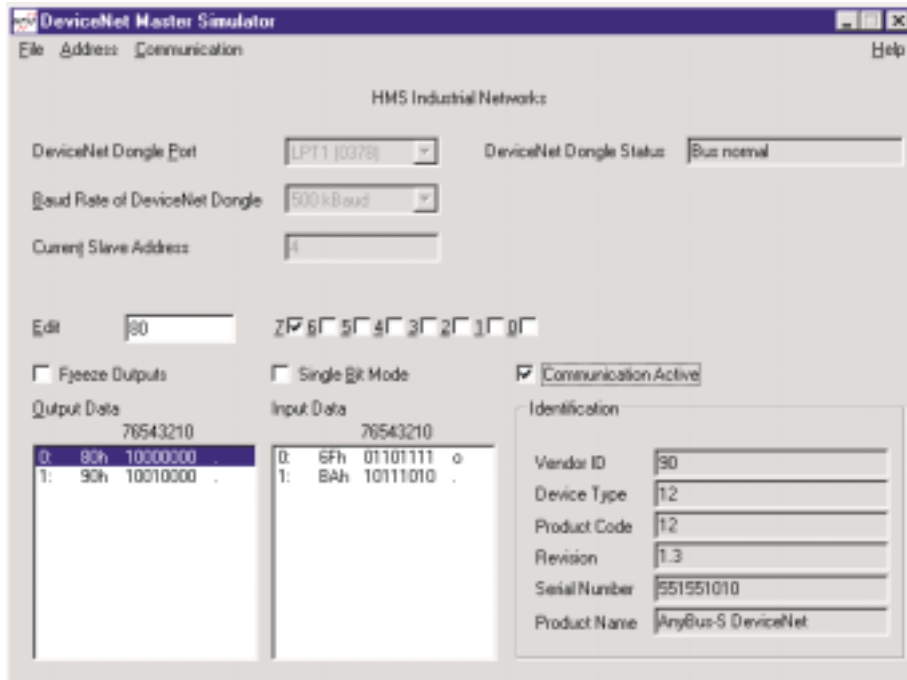 DeviceNet Master Simulator
File Address Communication Help
HMS Industrial Networks
DeviceNet Dongle Port LPT1 (0378) DeviceNet Dongle Status Bus normal
Baud Rate of DeviceNet Dongle 500 kBaud
Current Slave Address 4
Edit 80 7 6 5 4 3 2 1 0
Freeze Outputs Single Bit Mode Communication Active
Output Data Input Data Identification
76543210 76543210
0: 80h 10000000 . 0: 6Fh 01101111 o
1: 90h 10010000 . 1: BAh 10111010 .
Vendor ID 90
Device Type 12
Product Code 12
Revision 1.3
Serial Number 551551010
Product Name AnyBus-S DeviceNet